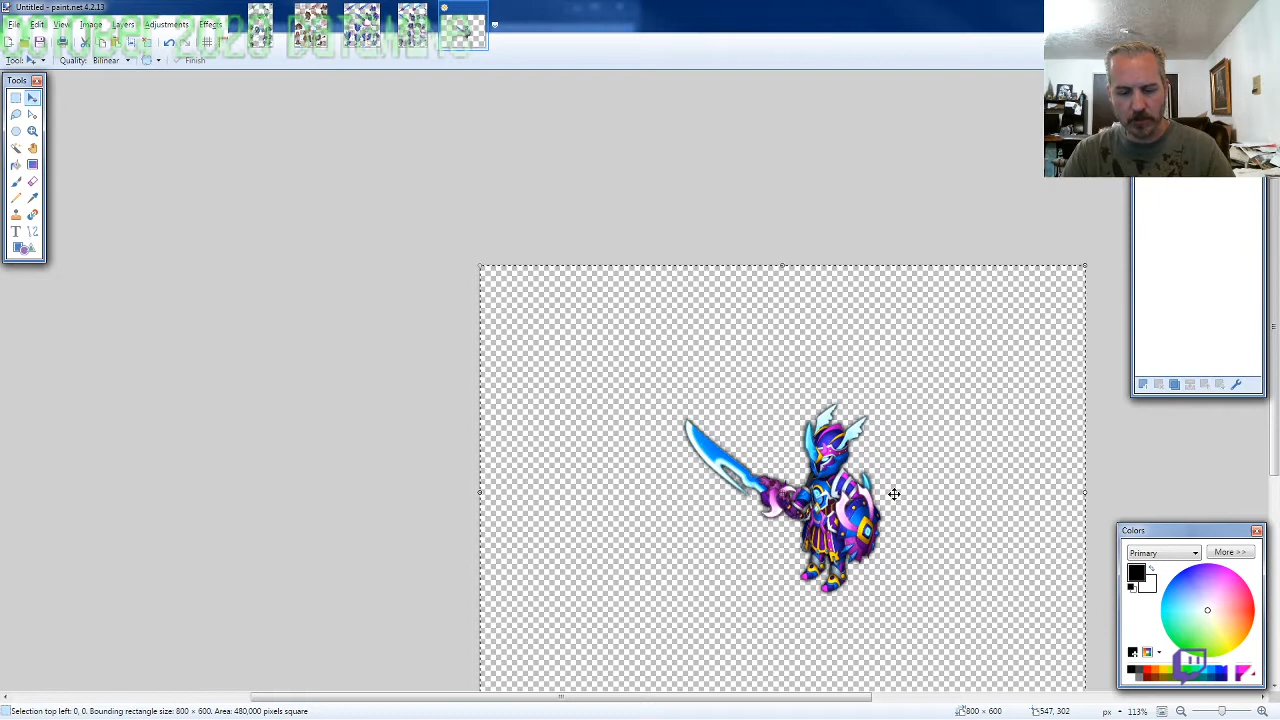 Untitled - paint.net 4.2.13
File Edit View Image Layers Adjustments Effects
Tool: Quality: Bilinear Finish
Tools
Colors
Primary More >>
Selection top left: 0, 0. Bounding rectangle size: 800 × 600. Area: 480,000 pixels square
800 × 600 547, 302 px 113%